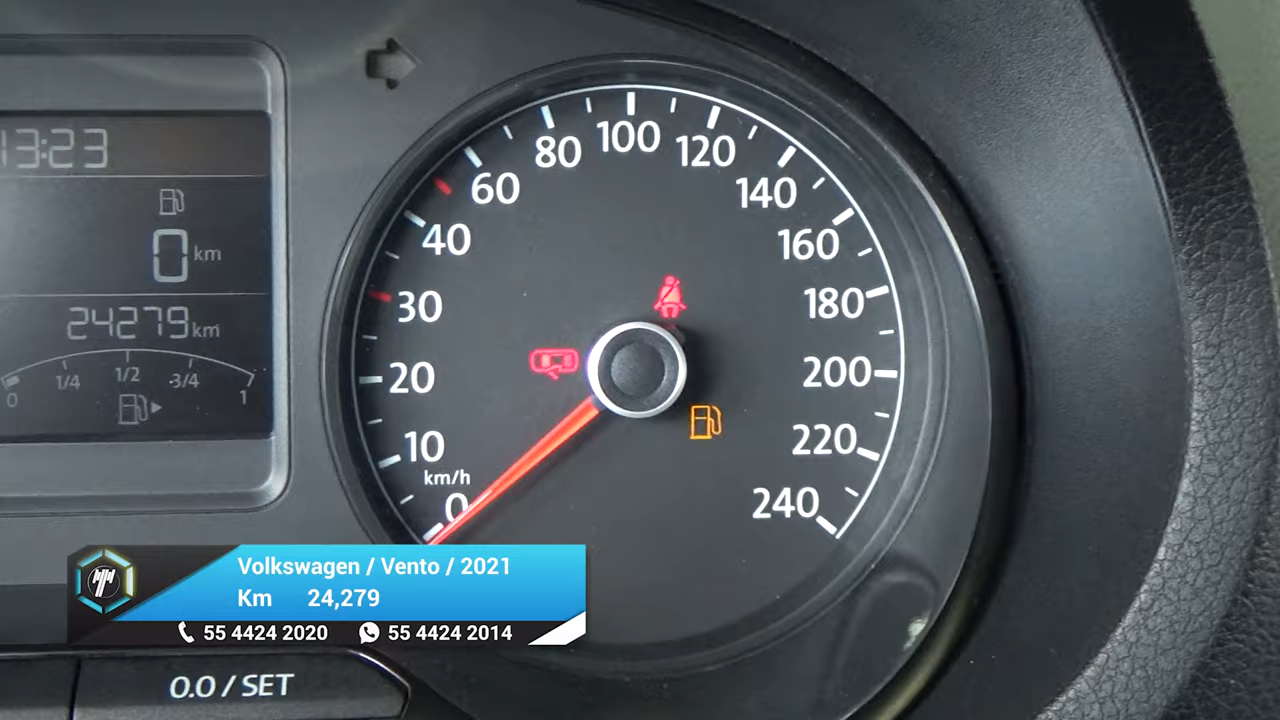 13:23
0 km
24279 km
0 1/4 1/2 3/4 1
0
10
20
30
40
60
80
100
120
140
160
180
200
220
240
km/h
Volkswagen / Vento / 2021
Km 24,279
55 4424 2020 55 4424 2014
0.0 / SET